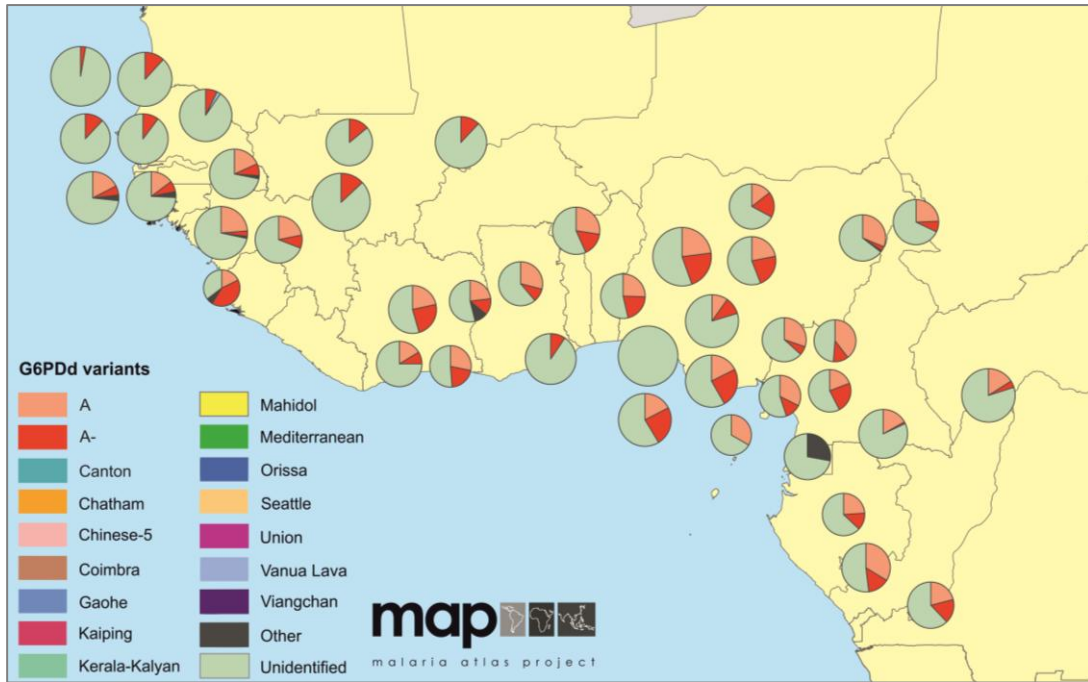 G6PDd variants
A
A-
Canton
Chatham
Chinese-5
Coimbra
Gaohe
Kaiping
Kerala-Kalyan
Mahidol
Mediterranean
Orissa
Seattle
Union
Vanua Lava
Viangchan
Other
Unidentified
map
malaria atlas project